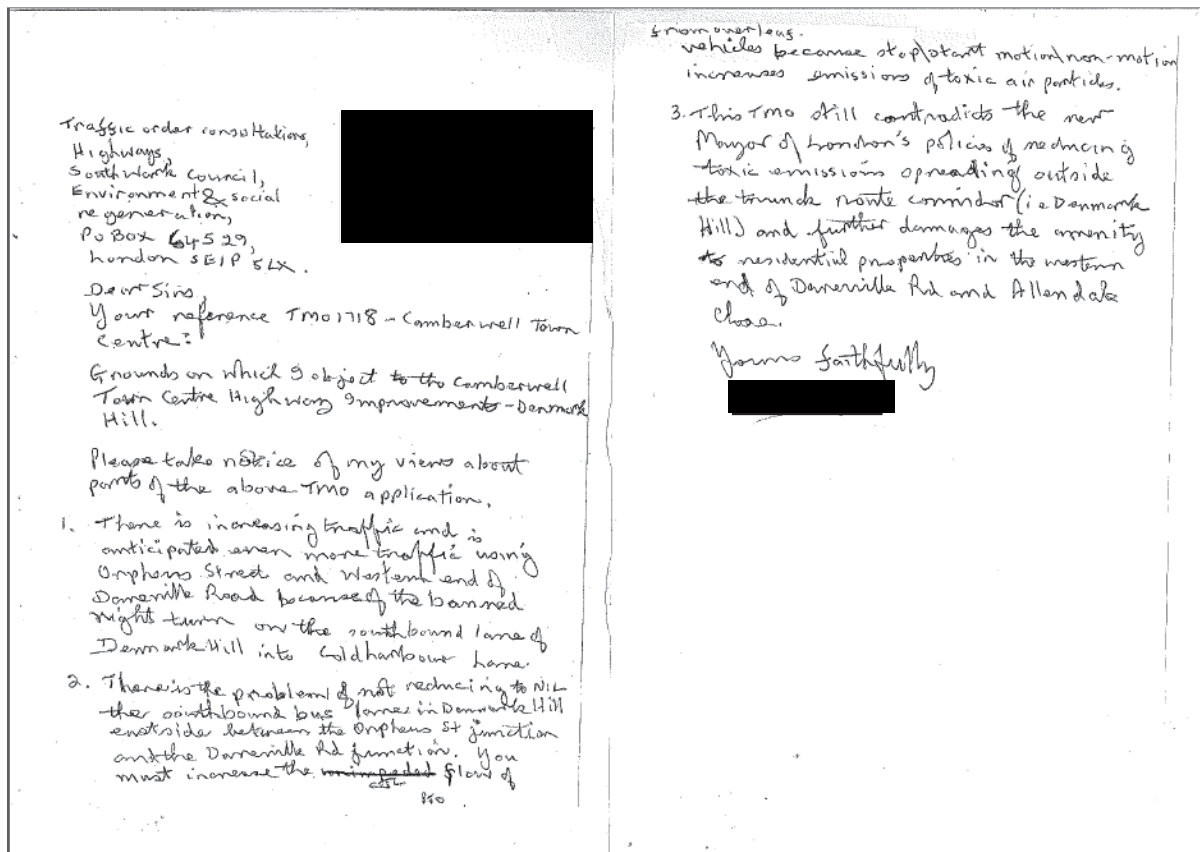 Traffic order consultations,
Highways,
Southwark Council,
Environment & social
regeneration,
PO BOX 64529,
London SE1P 5LX.
Dear Sirs,
Your reference TMO1718 - Camberwell Town
Centre:
Grounds on which I object to the Camberwell
Town Centre Highway Improvements - Denmark
Hill.
Please take notice of my views about
parts of the above TMO application.
1. There is increasing traffic and is
anticipated even more traffic using
Orpheus Street and Western end of
Daneville Road because of the banned
right turn on the southbound lane of
Denmark Hill into Coldharbour Lane.
2. There is the problem of not reducing to NIL
the southbound bus lanes in Denmark Hill
eastside between the Orpheus St junction
and the Daneville Rd junction. You
must increase the unimpeded flow of
PTO
from overleaf.
vehicles because stop\start motion\non-motion
increases emissions of toxic air particles.
3. This TMO still contradicts the new
Mayor of London's policies of reducing
toxic emissions spreading outside
the trunck route corridor (i.e Denmark
Hill) and further damages the amenity
to residential properties in the western
end of Daneville Rd and Allendale
Close.
Yours faithfully